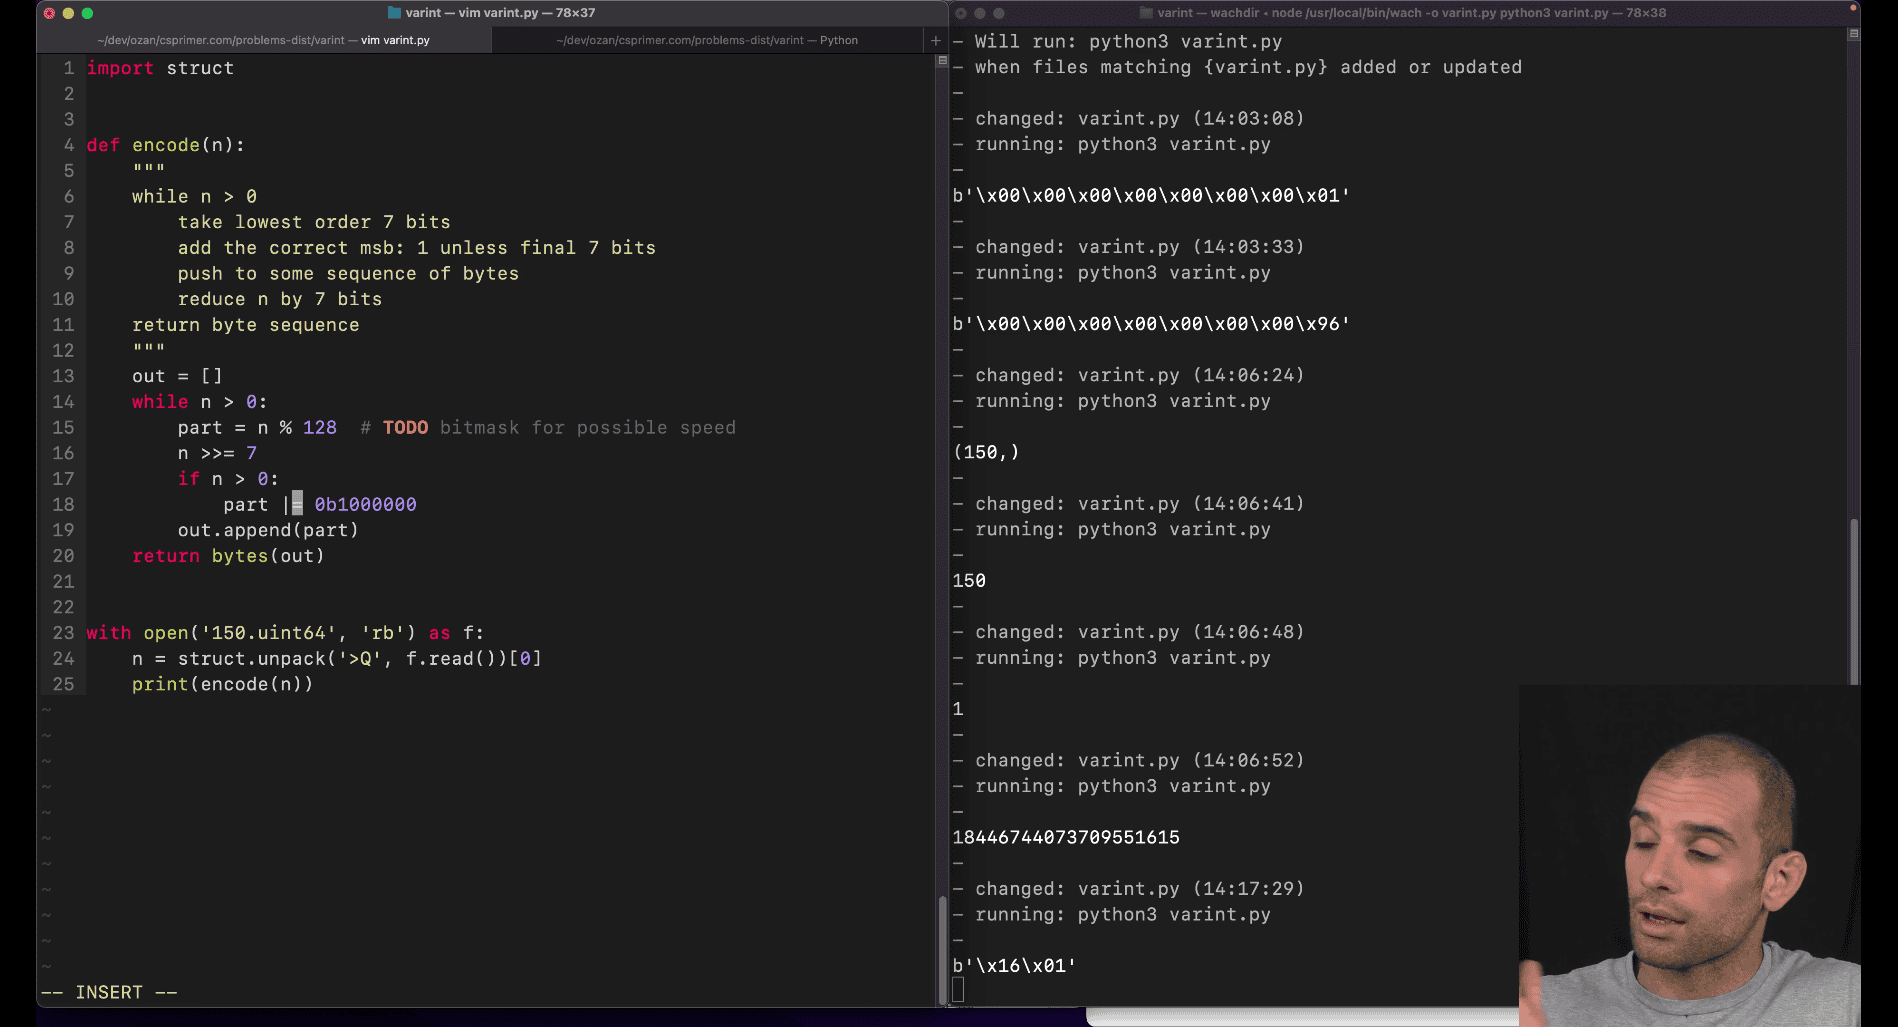 varint — vim varint.py — 78×37
~/dev/ozan/csprimer.com/problems-dist/varint — vim varint.py
~/dev/ozan/csprimer.com/problems-dist/varint — Python
+
1 import struct
2
3
4 def encode(n):
5 """
6 while n > 0
7 take lowest order 7 bits
8 add the correct msb: 1 unless final 7 bits
9 push to some sequence of bytes
10 reduce n by 7 bits
11 return byte sequence
12 """
13 out = []
14 while n > 0:
15 part = n % 128 # TODO bitmask for possible speed
16 n >>= 7
17 if n > 0:
18 part |= 0b1000000
19 out.append(part)
20 return bytes(out)
21
22
23 with open('150.uint64', 'rb') as f:
24 n = struct.unpack('>Q', f.read())[0]
25 print(encode(n))
~
~
~
~
~
~
~
~
~
~
~
-- INSERT --
varint — wachdir ◂ node /usr/local/bin/wach -o varint.py python3 varint.py — 78×38
— Will run: python3 varint.py
— when files matching {varint.py} added or updated
—
— changed: varint.py (14:03:08)
— running: python3 varint.py
—
b'\x00\x00\x00\x00\x00\x00\x00\x01'
—
— changed: varint.py (14:03:33)
— running: python3 varint.py
—
b'\x00\x00\x00\x00\x00\x00\x00\x96'
—
— changed: varint.py (14:06:24)
— running: python3 varint.py
—
(150,)
—
— changed: varint.py (14:06:41)
— running: python3 varint.py
—
150
—
— changed: varint.py (14:06:48)
— running: python3 varint.py
—
1
—
— changed: varint.py (14:06:52)
— running: python3 varint.py
—
18446744073709551615
—
— changed: varint.py (14:17:29)
— running: python3 varint.py
—
b'\x16\x01'